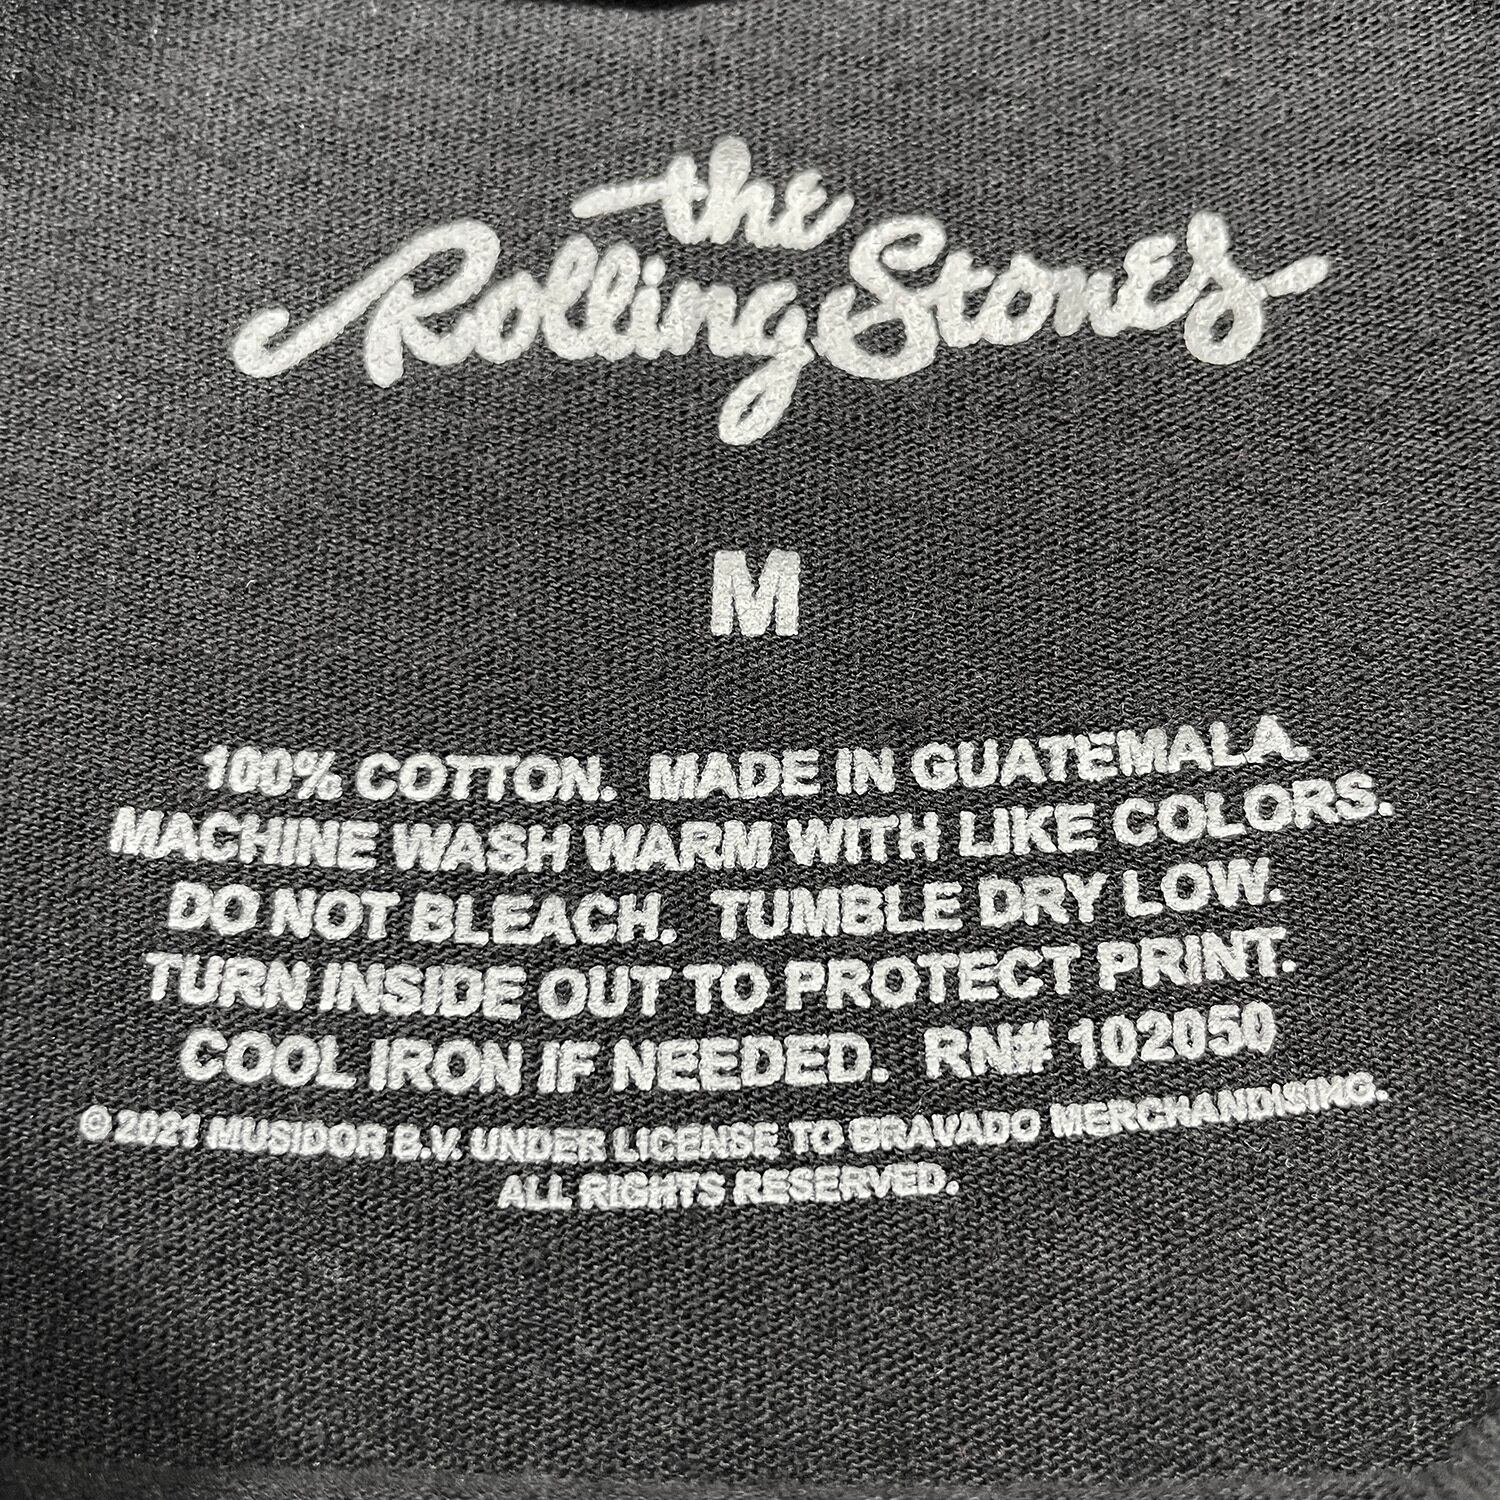 the
Rolling Stones
M
100% COTTON. MADE IN GUATEMALA.
MACHINE WASH WARM WITH LIKE COLORS.
DO NOT BLEACH. TUMBLE DRY LOW.
TURN INSIDE OUT TO PROTECT PRINT.
COOL IRON IF NEEDED. RN# 102050
© 2021 MUSIDOR B.V. UNDER LICENSE TO BRAVADO MERCHANDISING.
ALL RIGHTS RESERVED.